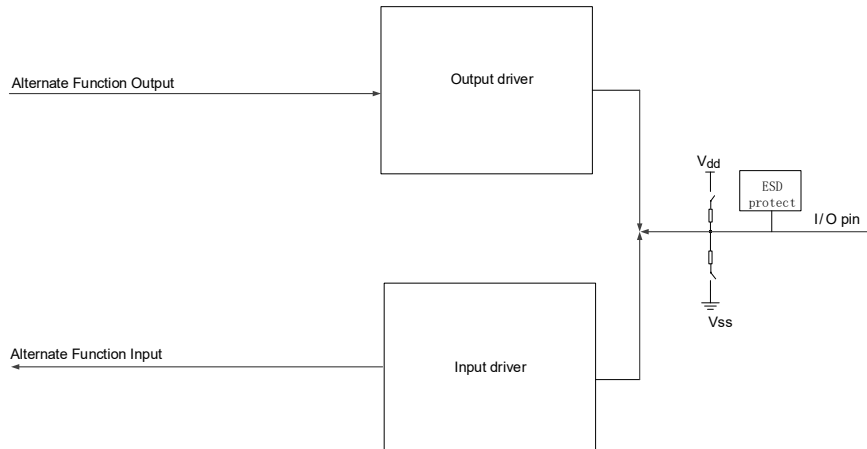 Alternate Function Output
Output driver
Vdd
ESD
protect
I/O pin
Vss
Alternate Function Input
Input driver